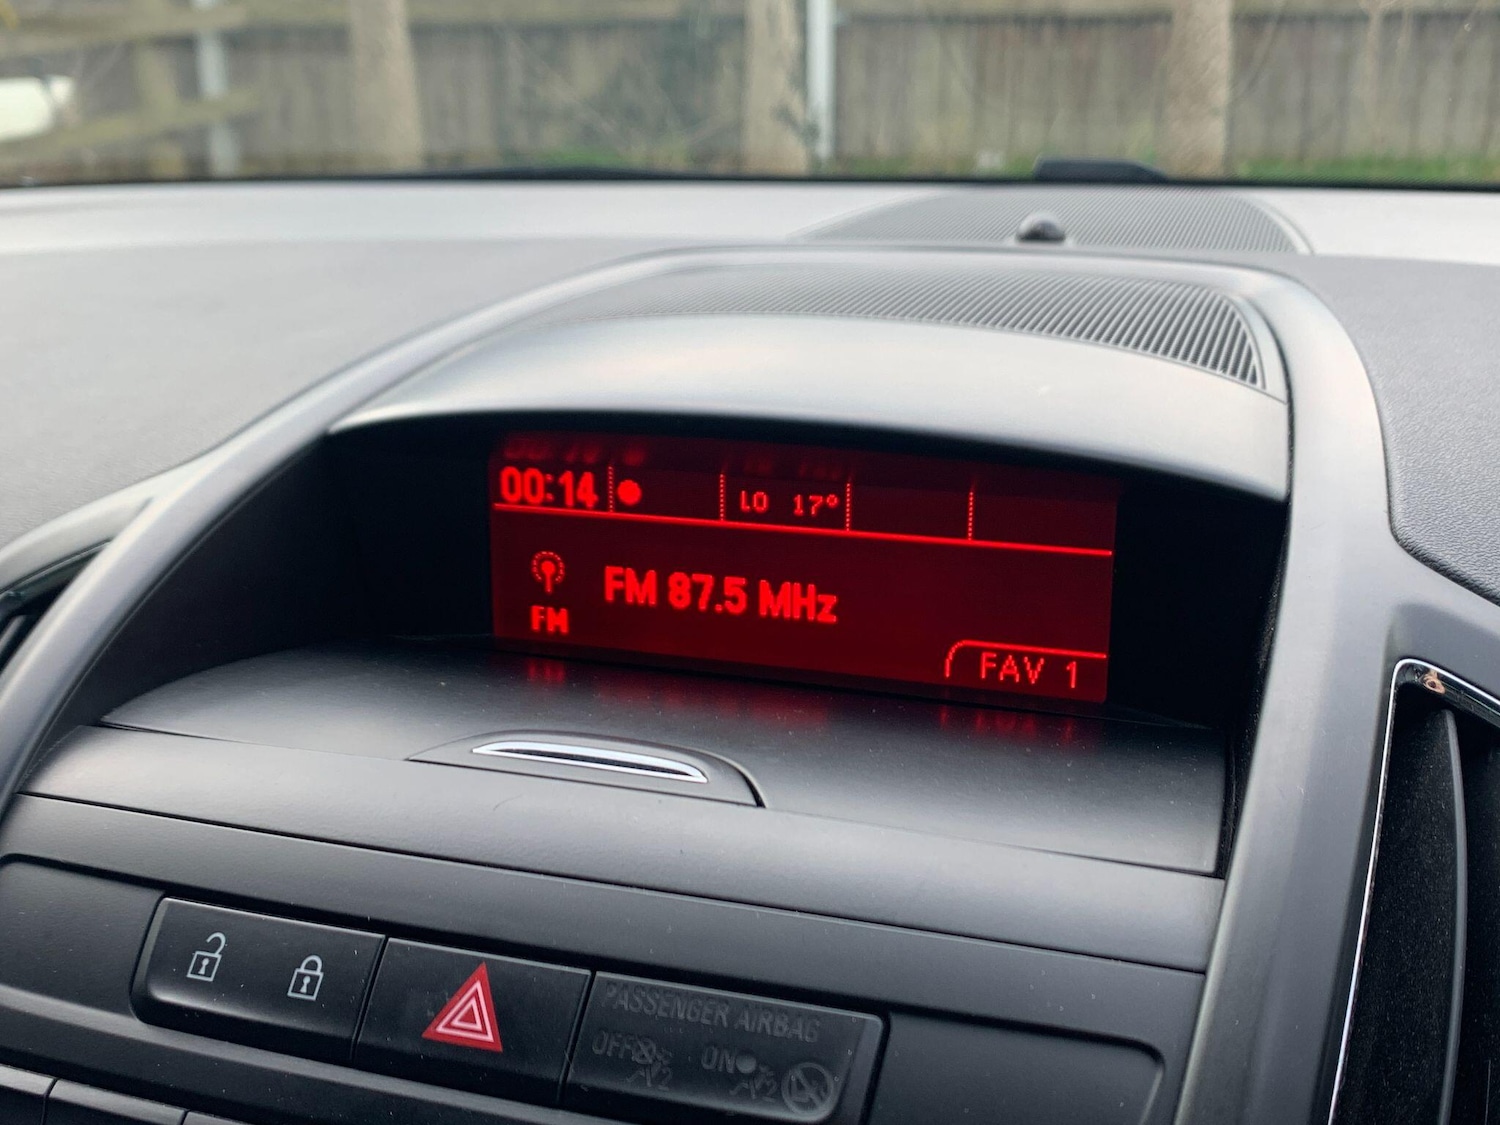 00:14 LO 17°
FM 87.5 MHz
FM
FAV 1
PASSENGER AIRBAG
OFF ON